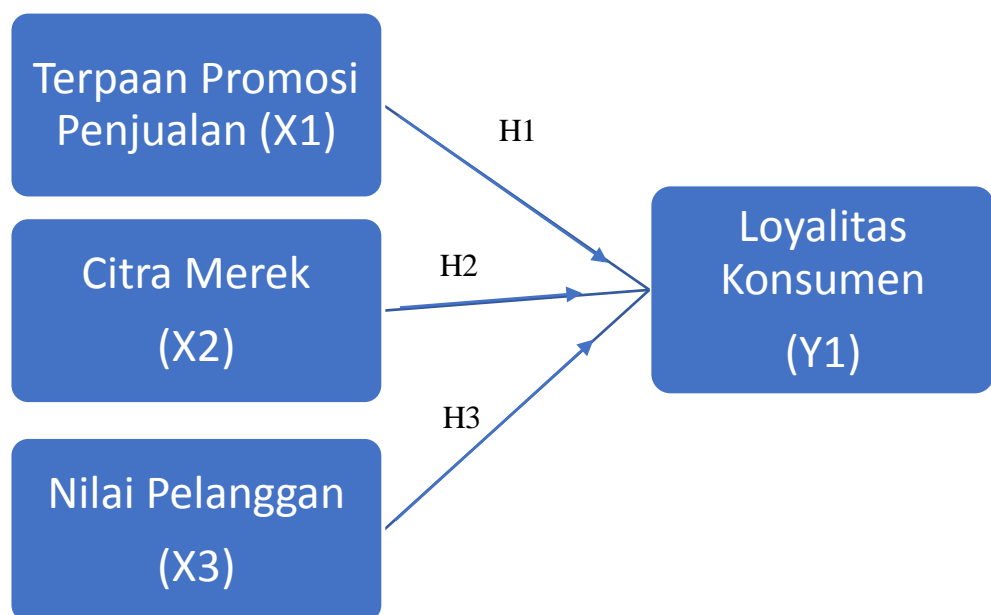 Terpaan Promosi
Penjualan (X1)
H1
Citra Merek
(X2)
H2
Loyalitas
Konsumen
(Y1)
H3
Nilai Pelanggan
(X3)